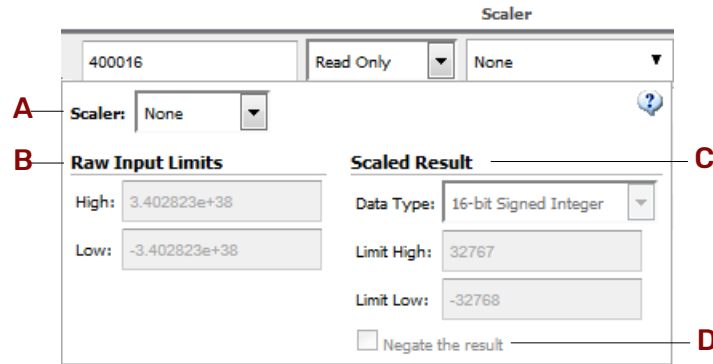 Scaler
400016 Read Only None
A Scaler: None
B Raw Input Limits Scaled Result C
High: 3.402823e+38 Data Type: 16-bit Signed Integer
Low: -3.402823e+38 Limit High: 32767
Limit Low: -32768
Negate the result D